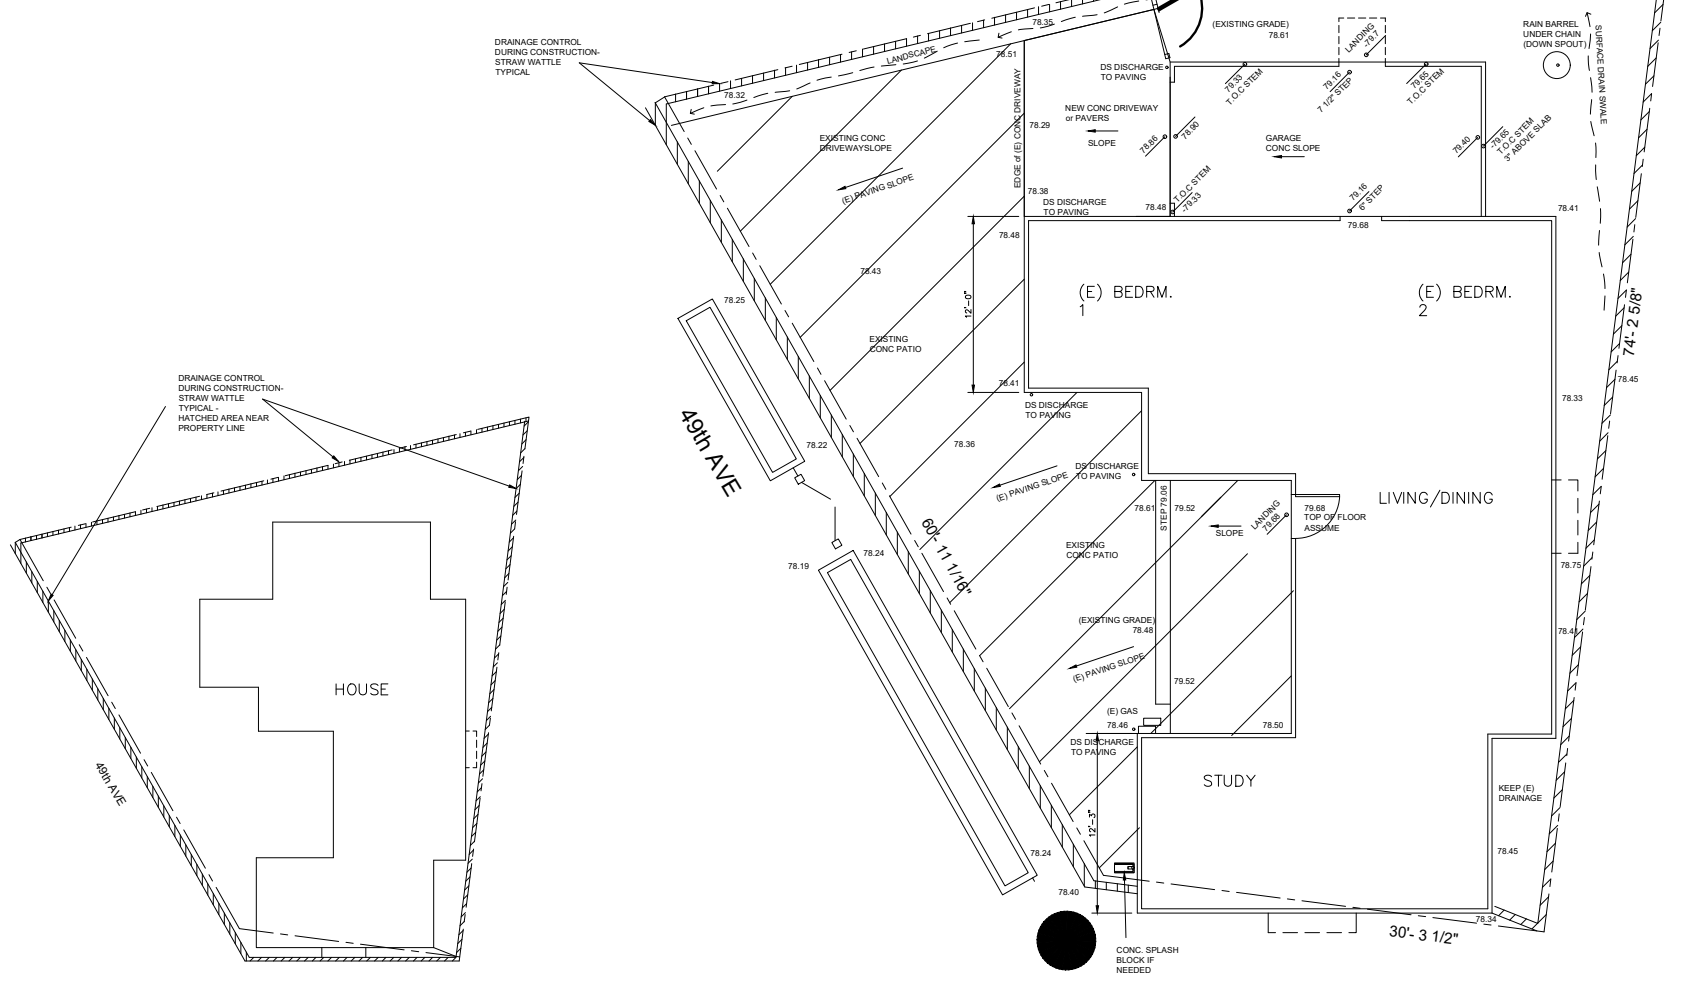 DRAINAGE CONTROL
DURING CONSTRUCTION-
STRAW WATTLE
TYPICAL
78.35
78.51
LANDSCAPE
78.32
(EXISTING GRADE)
78.61
LANDING
-79.7
RAIN BARREL
UNDER CHAIN
(DOWN SPOUT)
SURFACE DRAIN SWALE
DS DISCHARGE
TO PAVING
79.33
T.O.C STEM
79.16
7 1/2" STEP
79.65
T.O.C STEM
EDGE of (E) CONC DRIVEWAY
NEW CONC DRIVEWAY
or PAVERS
SLOPE
78.29
78.86
78.90
GARAGE
CONC SLOPE
79.40
-79.65
T.O.C STEM
3" ABOVE SLAB
EXISTING CONC
DRIVEWAYSLOPE
(E) PAVING SLOPE
78.38
DS DISCHARGE
TO PAVING
78.48
T.O.C STEM
-79.33
79.16
6" STEP
79.68
78.41
78.48
78.43
78.25
12'-0"
(E) BEDRM.
1
(E) BEDRM.
2
74'- 2 5/8"
EXISTING
CONC PATIO
78.45
78.33
78.41
DS DISCHARGE
TO PAVING
DRAINAGE CONTROL
DURING CONSTRUCTION-
STRAW WATTLE
TYPICAL -
HATCHED AREA NEAR
PROPERTY LINE
49th AVE
78.22
78.36
(E) PAVING SLOPE
DS DISCHARGE
TO PAVING
78.61
STEP 79.06
79.52
SLOPE
LANDING
79.68
79.68
TOP OF FLOOR
ASSUME
LIVING/DINING
78.24
78.19
60'- 11 1/16"
EXISTING
CONC PATIO
78.75
(EXISTING GRADE)
78.48
78.41
(E) PAVING SLOPE
79.52
HOUSE
(E) GAS
78.46
78.50
DS DISCHARGE
TO PAVING
49th AVE
STUDY
KEEP (E)
DRAINAGE
12'-3"
78.24
78.45
78.40
78.34
30'- 3 1/2"
CONC. SPLASH
BLOCK IF
NEEDED